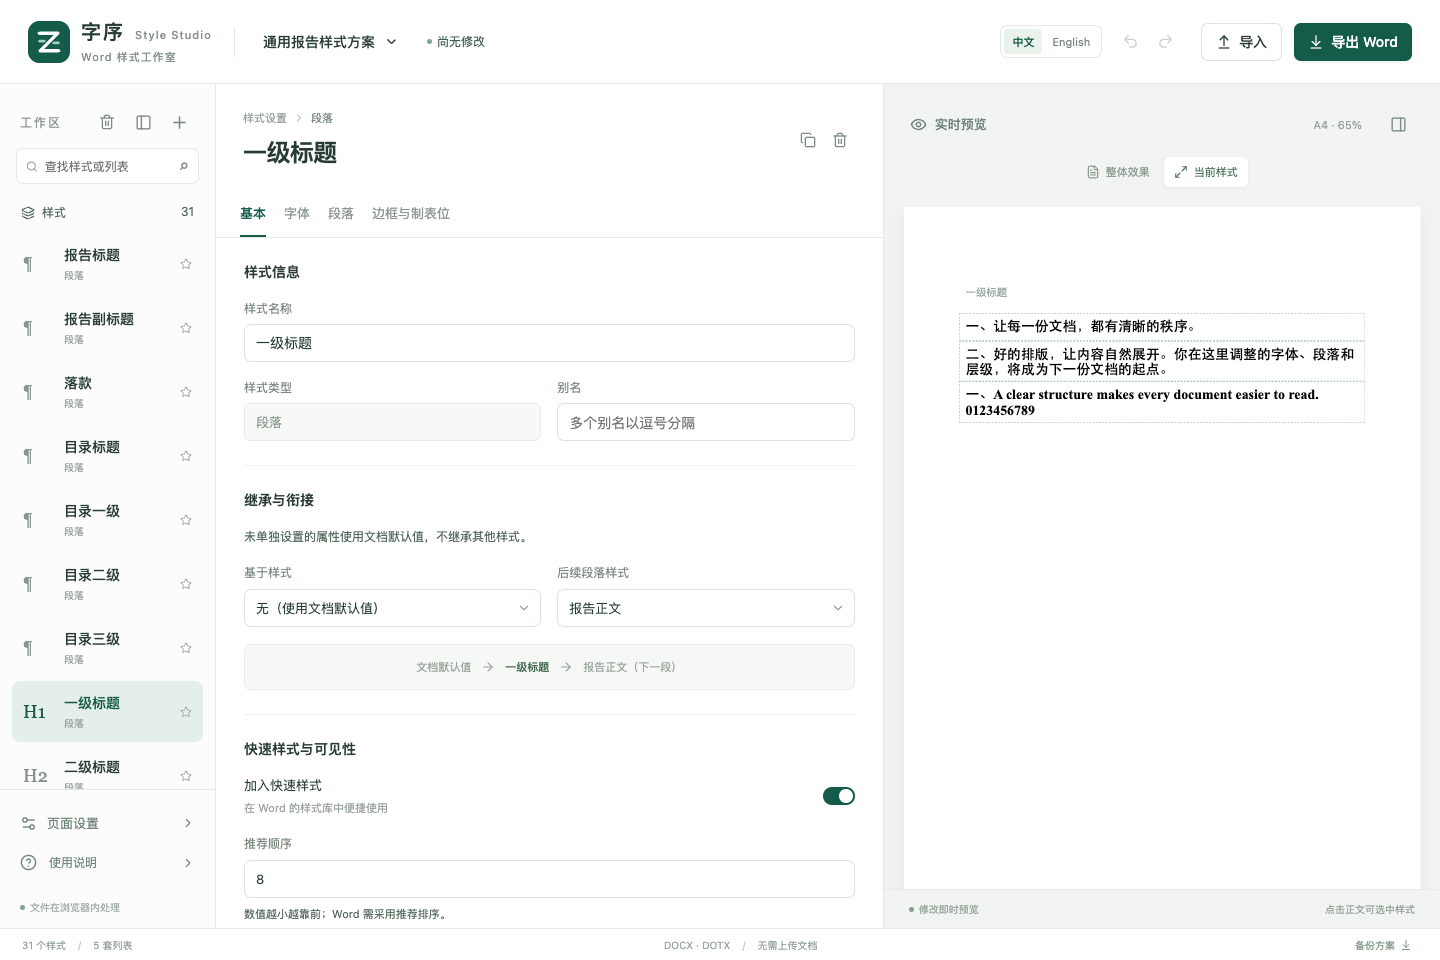 字序 Style Studio
Word 样式工作室
通用报告样式方案
尚无修改
中文 English
导入
导出 Word
工作区
查找样式或列表
样式 31
报告标题
段落
报告副标题
段落
落款
段落
目录标题
段落
目录一级
段落
目录二级
段落
目录三级
段落
H1 一级标题
段落
H2 二级标题
段落
页面设置
使用说明
文件在浏览器内处理
样式设置 段落
一级标题
基本 字体 段落 边框与制表位
样式信息
样式名称
一级标题
样式类型 别名
段落 多个别名以逗号分隔
继承与衔接
未单独设置的属性使用文档默认值，不继承其他样式。
基于样式 后续段落样式
无（使用文档默认值） 报告正文
文档默认值 → 一级标题 → 报告正文（下一段）
快速样式与可见性
加入快速样式
在 Word 的样式库中便捷使用
推荐顺序
8
数值越小越靠前；Word 需采用推荐排序。
实时预览 A4 · 65%
整体效果 当前样式
一级标题
一、让每一份文档，都有清晰的秩序。
二、好的排版，让内容自然展开。你在这里调整的字体、段落和
层级，将成为下一份文档的起点。
一、A clear structure makes every document easier to read.
0123456789
修改即时预览 点击正文可选中样式
31 个样式 / 5 套列表
DOCX · DOTX / 无需上传文档
备份方案